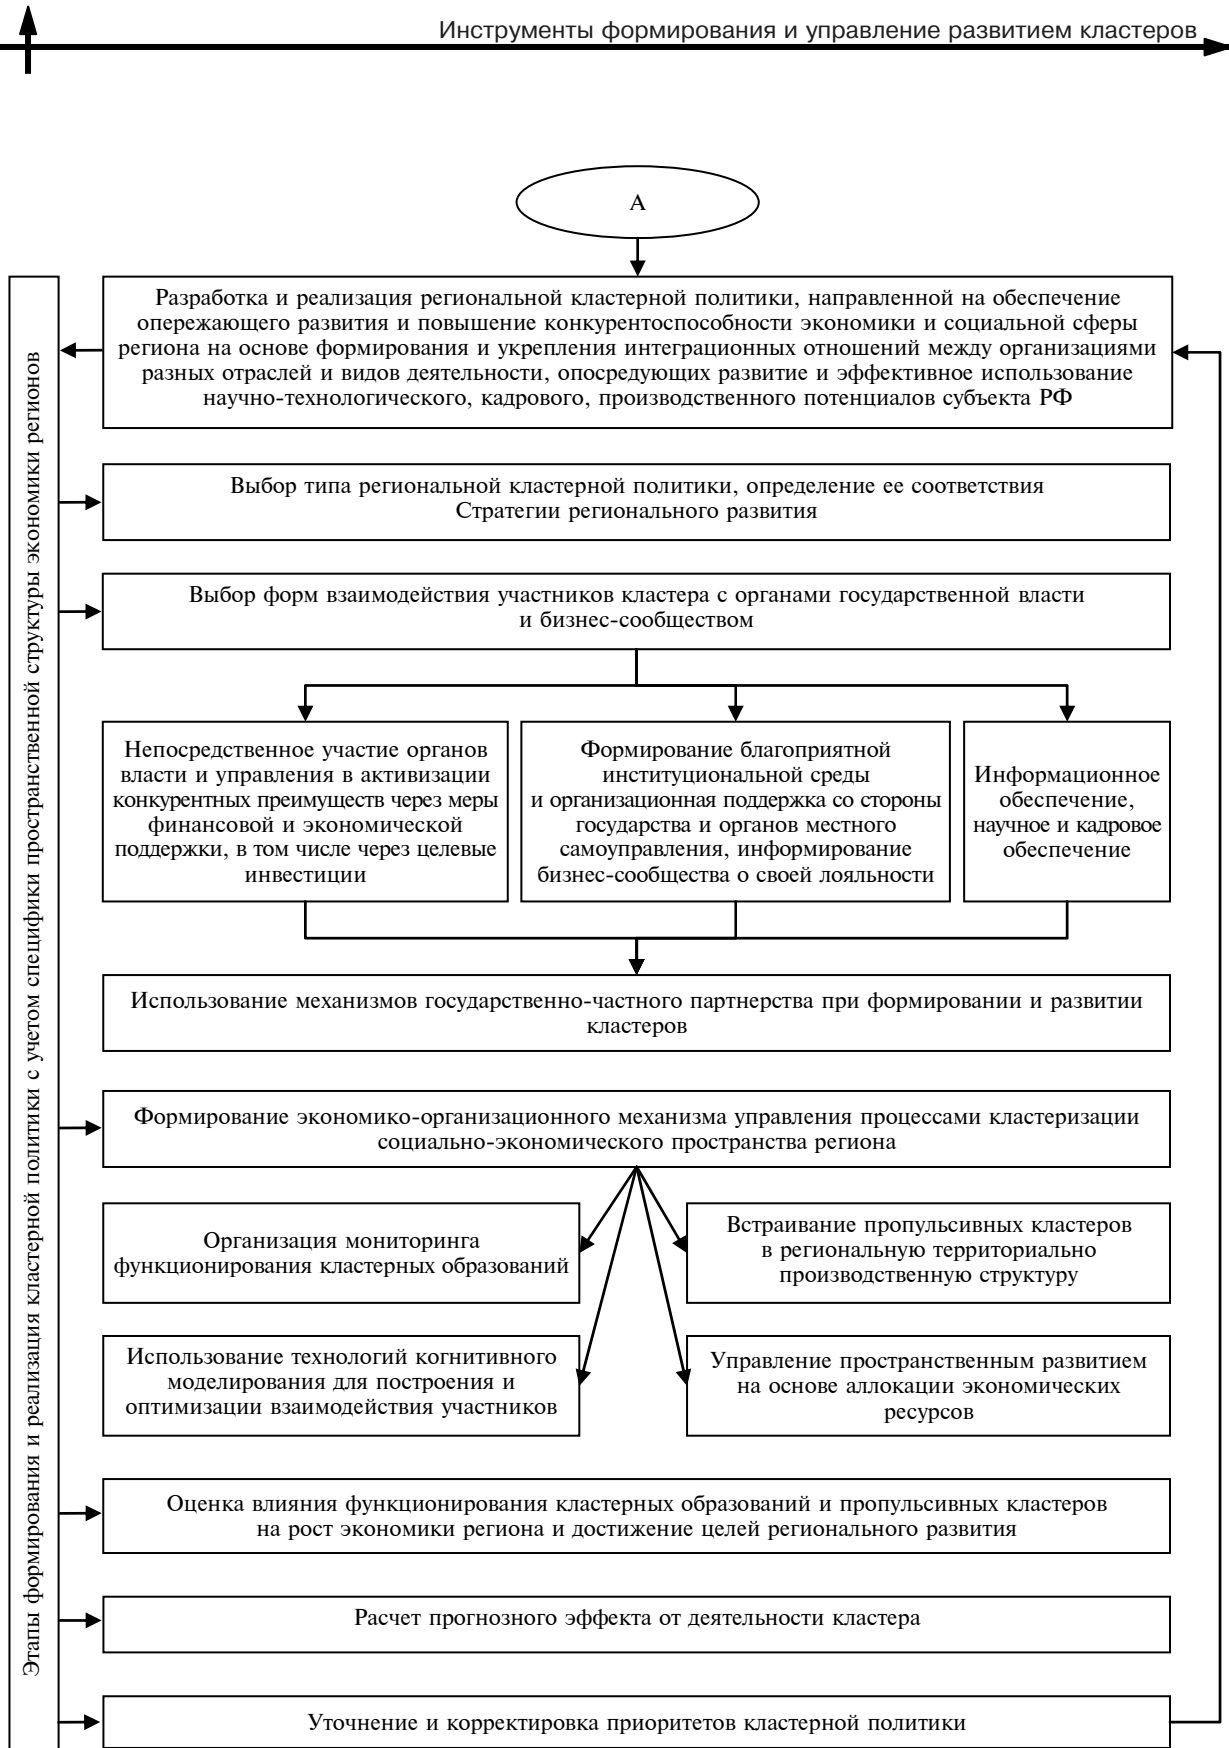 Инструменты формирования и управление развитием кластеров
А
Разработка и реализация региональной кластерной политики, направленной на обеспечение
опережающего развития и повышение конкурентоспособности экономики и социальной сферы
региона на основе формирования и укрепления интеграционных отношений между организациями
разных отраслей и видов деятельности, опосредующих развитие и эффективное использование
научно-технологического, кадрового, производственного потенциалов субъекта РФ
Этапы формирования и реализация кластерной политики с учетом специфики пространственной структуры экономики регионов
Выбор типа региональной кластерной политики, определение ее соответствия
Стратегии регионального развития
Выбор форм взаимодействия участников кластера с органами государственной власти
и бизнес-сообществом
Непосредственное участие органов
власти и управления в активизации
конкурентных преимуществ через меры
финансовой и экономической
поддержки, в том числе через целевые
инвестиции
Формирование благоприятной
институциональной среды
и организационная поддержка со стороны
государства и органов местного
самоуправления, информирование
бизнес-сообщества о своей лояльности
Информационное
обеспечение,
научное и кадровое
обеспечение
Использование механизмов государственно-частного партнерства при формировании и развитии
кластеров
Формирование экономико-организационного механизма управления процессами кластеризации
социально-экономического пространства региона
Организация мониторинга
функционирования кластерных образований
Встраивание пропульсивных кластеров
в региональную территориально
производственную структуру
Использование технологий когнитивного
моделирования для построения и
оптимизации взаимодействия участников
Управление пространственным развитием
на основе аллокации экономических
ресурсов
Оценка влияния функционирования кластерных образований и пропульсивных кластеров
на рост экономики региона и достижение целей регионального развития
Расчет прогнозного эффекта от деятельности кластера
Уточнение и корректировка приоритетов кластерной политики